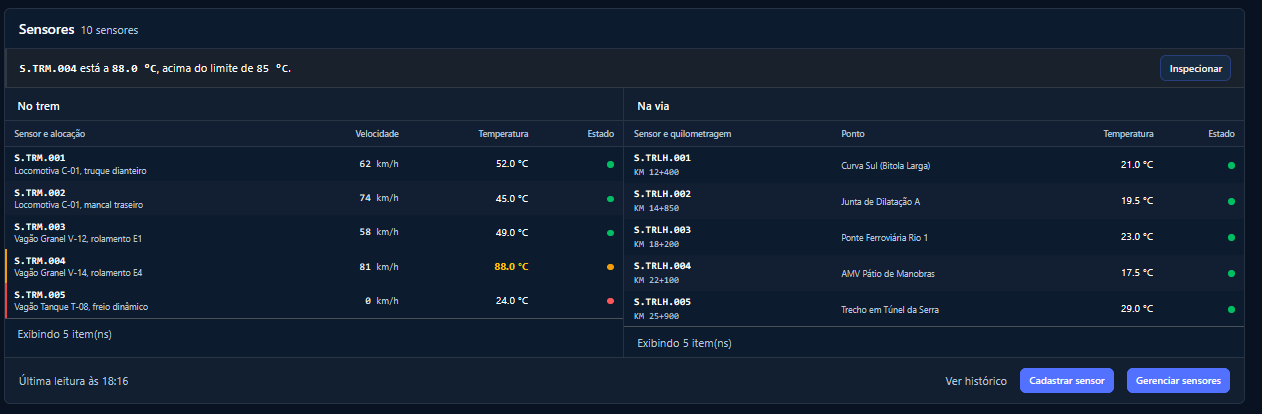 Sensores 10 sensores
S.TRM.004 está a 88.0 °C, acima do limite de 85 °C.
Inspecionar
No trem
Sensor e alocação Velocidade Temperatura Estado
S.TRM.001
Locomotiva C-01, truque dianteiro
62 km/h 52.0 °C
S.TRM.002
Locomotiva C-01, mancal traseiro
74 km/h 45.0 °C
S.TRM.003
Vagão Granel V-12, rolamento E1
58 km/h 49.0 °C
S.TRM.004
Vagão Granel V-14, rolamento E4
81 km/h 88.0 °C
S.TRM.005
Vagão Tanque T-08, freio dinâmico
0 km/h 24.0 °C
Exibindo 5 item(ns)
Na via
Sensor e quilometragem Ponto Temperatura Estado
S.TRLH.001
KM 12+400
Curva Sul (Bitola Larga) 21.0 °C
S.TRLH.002
KM 14+850
Junta de Dilatação A 19.5 °C
S.TRLH.003
KM 18+200
Ponte Ferroviária Rio 1 23.0 °C
S.TRLH.004
KM 22+100
AMV Pátio de Manobras 17.5 °C
S.TRLH.005
KM 25+900
Trecho em Túnel da Serra 29.0 °C
Exibindo 5 item(ns)
Última leitura às 18:16
Ver histórico
Cadastrar sensor
Gerenciar sensores